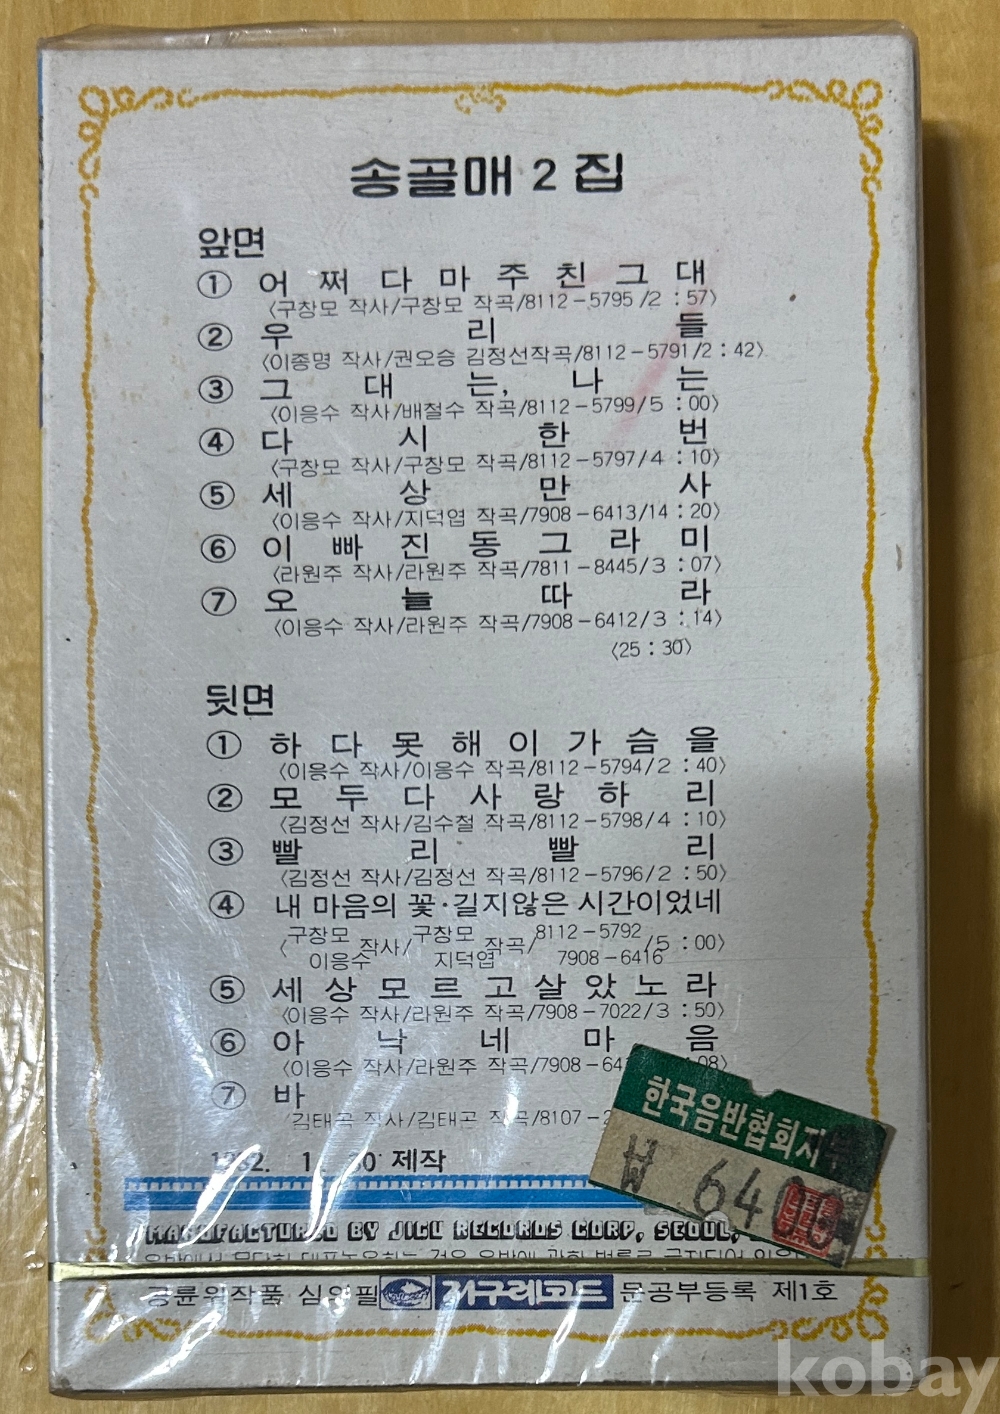 송골매 2 집
앞면
① 어쩌다마주친그대
〈구창모 작사/구창모 작곡/8112-5795/2:57〉
② 우리들
〈이종명 작사/권오승 김정선작곡/8112-5791/2:42〉
③ 그대는, 나는
〈이응수 작사/배철수 작곡/8112-5799/5:00〉
④ 다시한번
〈구창모 작사/구창모 작곡/8112-5797/4:10〉
⑤ 세상만사
〈이응수 작사/지덕엽 작곡/7908-6413/14:20〉
⑥ 이빠진동그라미
〈라원주 작사/라원주 작곡/7811-8445/3:07〉
⑦ 오늘따라
〈이응수 작사/라원주 작곡/7908-6412/3:14〉
〈25:30〉
뒷면
① 하다못해이가슴을
〈이응수 작사/이응수 작곡/8112-5794/2:40〉
② 모두다사랑하리
〈김정선 작사/김수철 작곡/8112-5798/4:10〉
③ 빨리빨리
〈김정선 작사/김정선 작곡/8112-5796/2:50〉
④ 내 마음의 꽃·길지않은 시간이었네
〈구창모 이응수 작사/구창모 지덕엽 작곡/8112-5792 7908-6416/5:00〉
⑤ 세상모르고살았노라
〈이응수 작사/라원주 작곡/7908-7022/3:50〉
⑥ 아낙네마음
〈이응수 작사/라원주 작곡/7908-
⑦ 바
김태곤 작사/김태곤 작곡/8107-
제작
한국음반협회지
₩ 64
MANUFACTURED BY JIGU RECORDS CORP, SEOUL,
공륜위작품 심의필 지구레코드 문공부등록 제1호
kobay